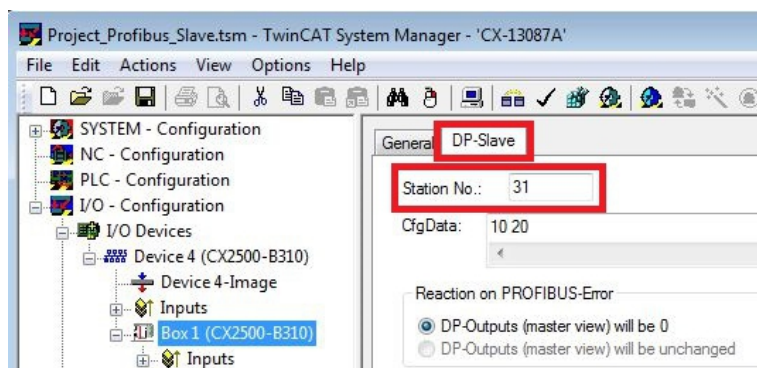 Project_Profibus_Slave.tsm - TwinCAT System Manager - 'CX-13087A'
File Edit Actions View Options Help
SYSTEM - Configuration
NC - Configuration
PLC - Configuration
I/O - Configuration
I/O Devices
Device 4 (CX2500-B310)
Device 4-Image
Inputs
Box 1 (CX2500-B310)
Inputs
General DP-Slave
Station No.: 31
CfgData: 10 20
Reaction on PROFIBUS-Error
DP-Outputs (master view) will be 0
DP-Outputs (master view) will be unchanged